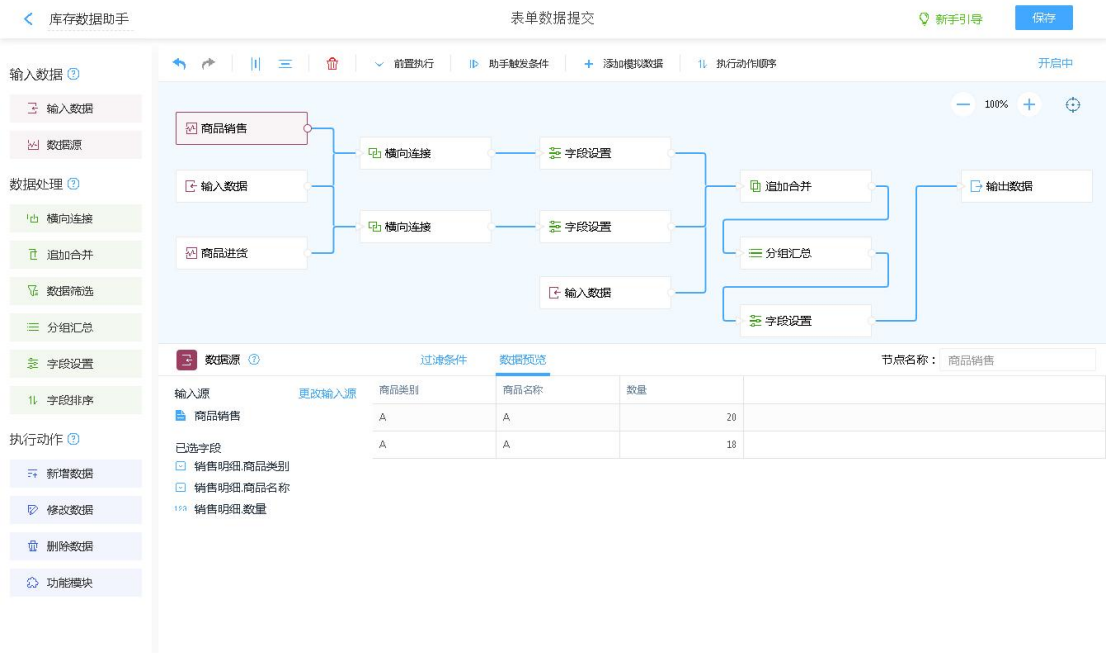 库存数据助手
表单数据提交
新手引导
保存
输入数据
输入数据
数据源
数据处理
横向连接
追加合并
数据筛选
分组汇总
字段设置
字段排序
执行动作
新增数据
修改数据
删除数据
功能模块
前置执行
助手触发条件
添加模拟数据
执行动作顺序
开启中
100%
商品销售
输入数据
商品进货
横向连接
横向连接
字段设置
字段设置
输入数据
追加合并
分组汇总
字段设置
输出数据
数据源
过滤条件
数据预览
节点名称： 商品销售
输入源
更改输入源
商品销售
已选字段
销售明细.商品类别
销售明细.商品名称
123 销售明细.数量
商品类别 商品名称 数量
A A 20
A A 18